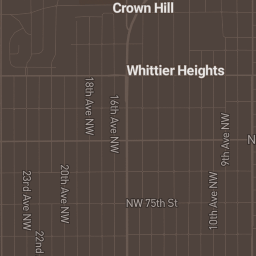 Crown Hill
Whittier Heights
18th Ave NW
16th Ave NW
9th Ave NW
N
23rd Ave NW
20th Ave NW
10th Ave NW
NW 75th St
22nd